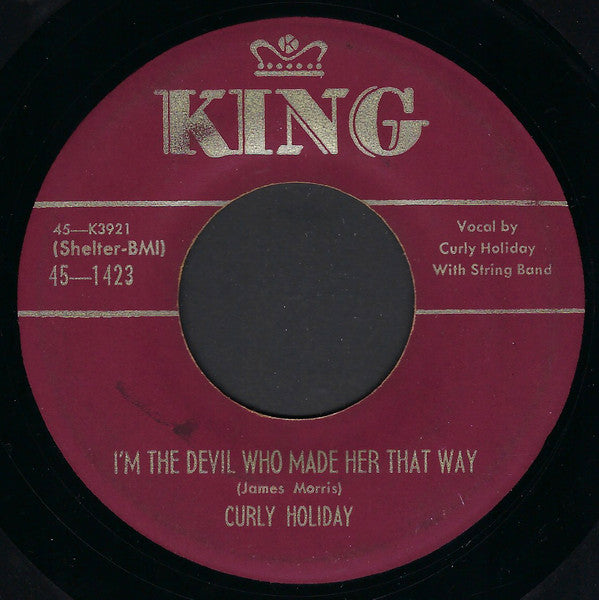 K
KING
45—K3921
(Shelter-BMI)
45—1423
Vocal by
Curly Holiday
With String Band
I'M THE DEVIL WHO MADE HER THAT WAY
(James Morris)
CURLY HOLIDAY